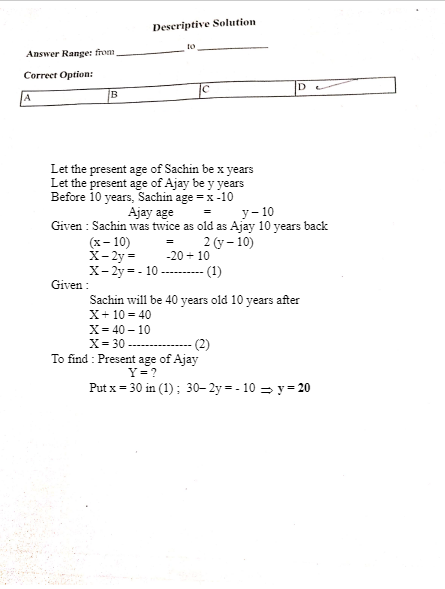 Descriptive Solution
Answer Range: from ____________ to ____________
Correct Option:
A B C D ✓
Let the present age of Sachin be x years
Let the present age of Ajay be y years
Before 10 years, Sachin age = x -10
Ajay age = y – 10
Given : Sachin was twice as old as Ajay 10 years back
(x – 10) = 2 (y – 10)
X – 2y = -20 + 10
X – 2y = - 10 ---------- (1)
Given :
Sachin will be 40 years old 10 years after
X + 10 = 40
X = 40 – 10
X = 30 --------------- (2)
To find : Present age of Ajay
Y = ?
Put x = 30 in (1) ; 30– 2y = - 10 ⇒ y = 20